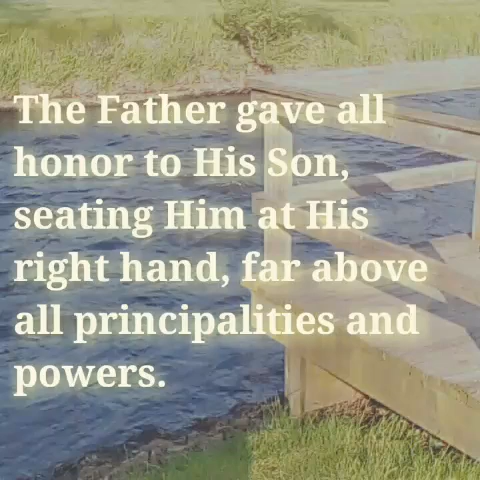 The Father gave all
honor to His Son,
seating Him at His
right hand, far above
all principalities and
powers.